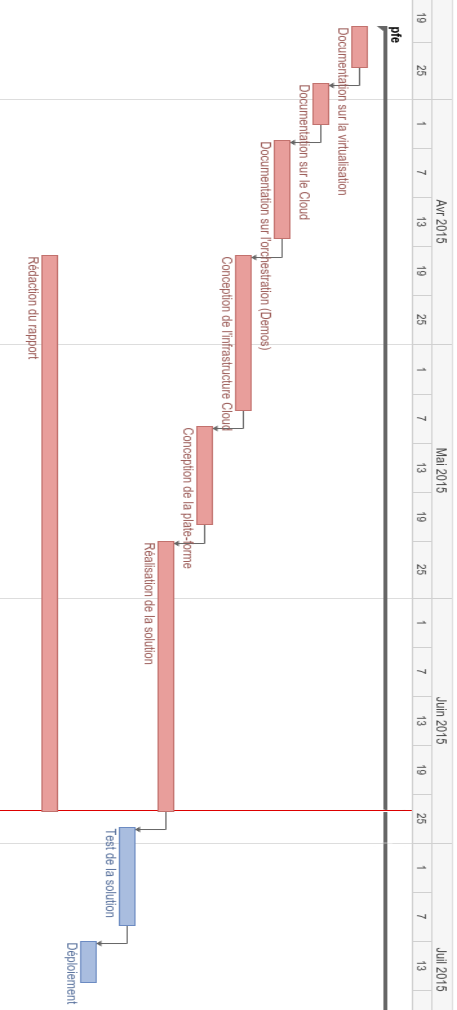 Avr 2015 Mai 2015 Juin 2015 Juil 2015
19 25 1 7 13 19 25 1 7 13 19 25 1 7 13 19 25 1 7 13
pfe
Documentation sur la virtualisation
Documentation sur le Cloud
Documentation sur l'orchestration (Demos)
Conception de l'infrastructure Cloud
Conception de la plate-forme
Réalisation de la solution
Test de la solution
Déploiement
Rédaction du rapport